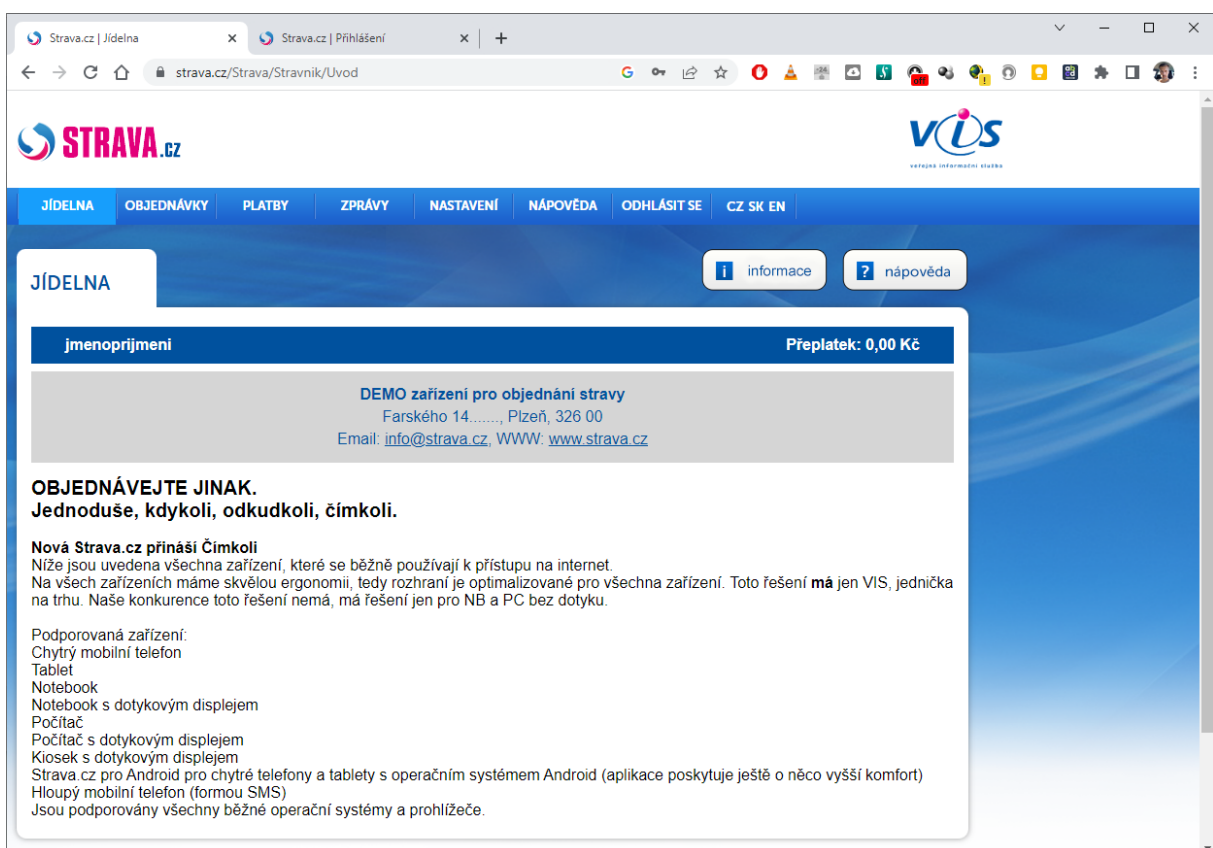 Strava.cz | Jídelna
Strava.cz | Přihlášení
strava.cz/Strava/Stravnik/Uvod
off
STRAVA.cz
vis
veřejná informační služba
JÍDELNA OBJEDNÁVKY PLATBY ZPRÁVY NASTAVENÍ NÁPOVĚDA ODHLÁSIT SE CZ SK EN
JÍDELNA
i informace
? nápověda
jmenoprijmeni Přeplatek: 0,00 Kč
DEMO zařízení pro objednání stravy
Farského 14......., Plzeň, 326 00
Email: info@strava.cz, WWW: www.strava.cz
OBJEDNÁVEJTE JINAK.
Jednoduše, kdykoli, odkudkoli, čímkoli.
Nová Strava.cz přináší Čímkoli
Níže jsou uvedena všechna zařízení, které se běžně používají k přístupu na internet.
Na všech zařízeních máme skvělou ergonomii, tedy rozhraní je optimalizované pro všechna zařízení. Toto řešení má jen VIS, jednička
na trhu. Naše konkurence toto řešení nemá, má řešení jen pro NB a PC bez dotyku.
Podporovaná zařízení:
Chytrý mobilní telefon
Tablet
Notebook
Notebook s dotykovým displejem
Počítač
Počítač s dotykovým displejem
Kiosek s dotykovým displejem
Strava.cz pro Android pro chytré telefony a tablety s operačním systémem Android (aplikace poskytuje ještě o něco vyšší komfort)
Hloupý mobilní telefon (formou SMS)
Jsou podporovány všechny běžné operační systémy a prohlížeče.